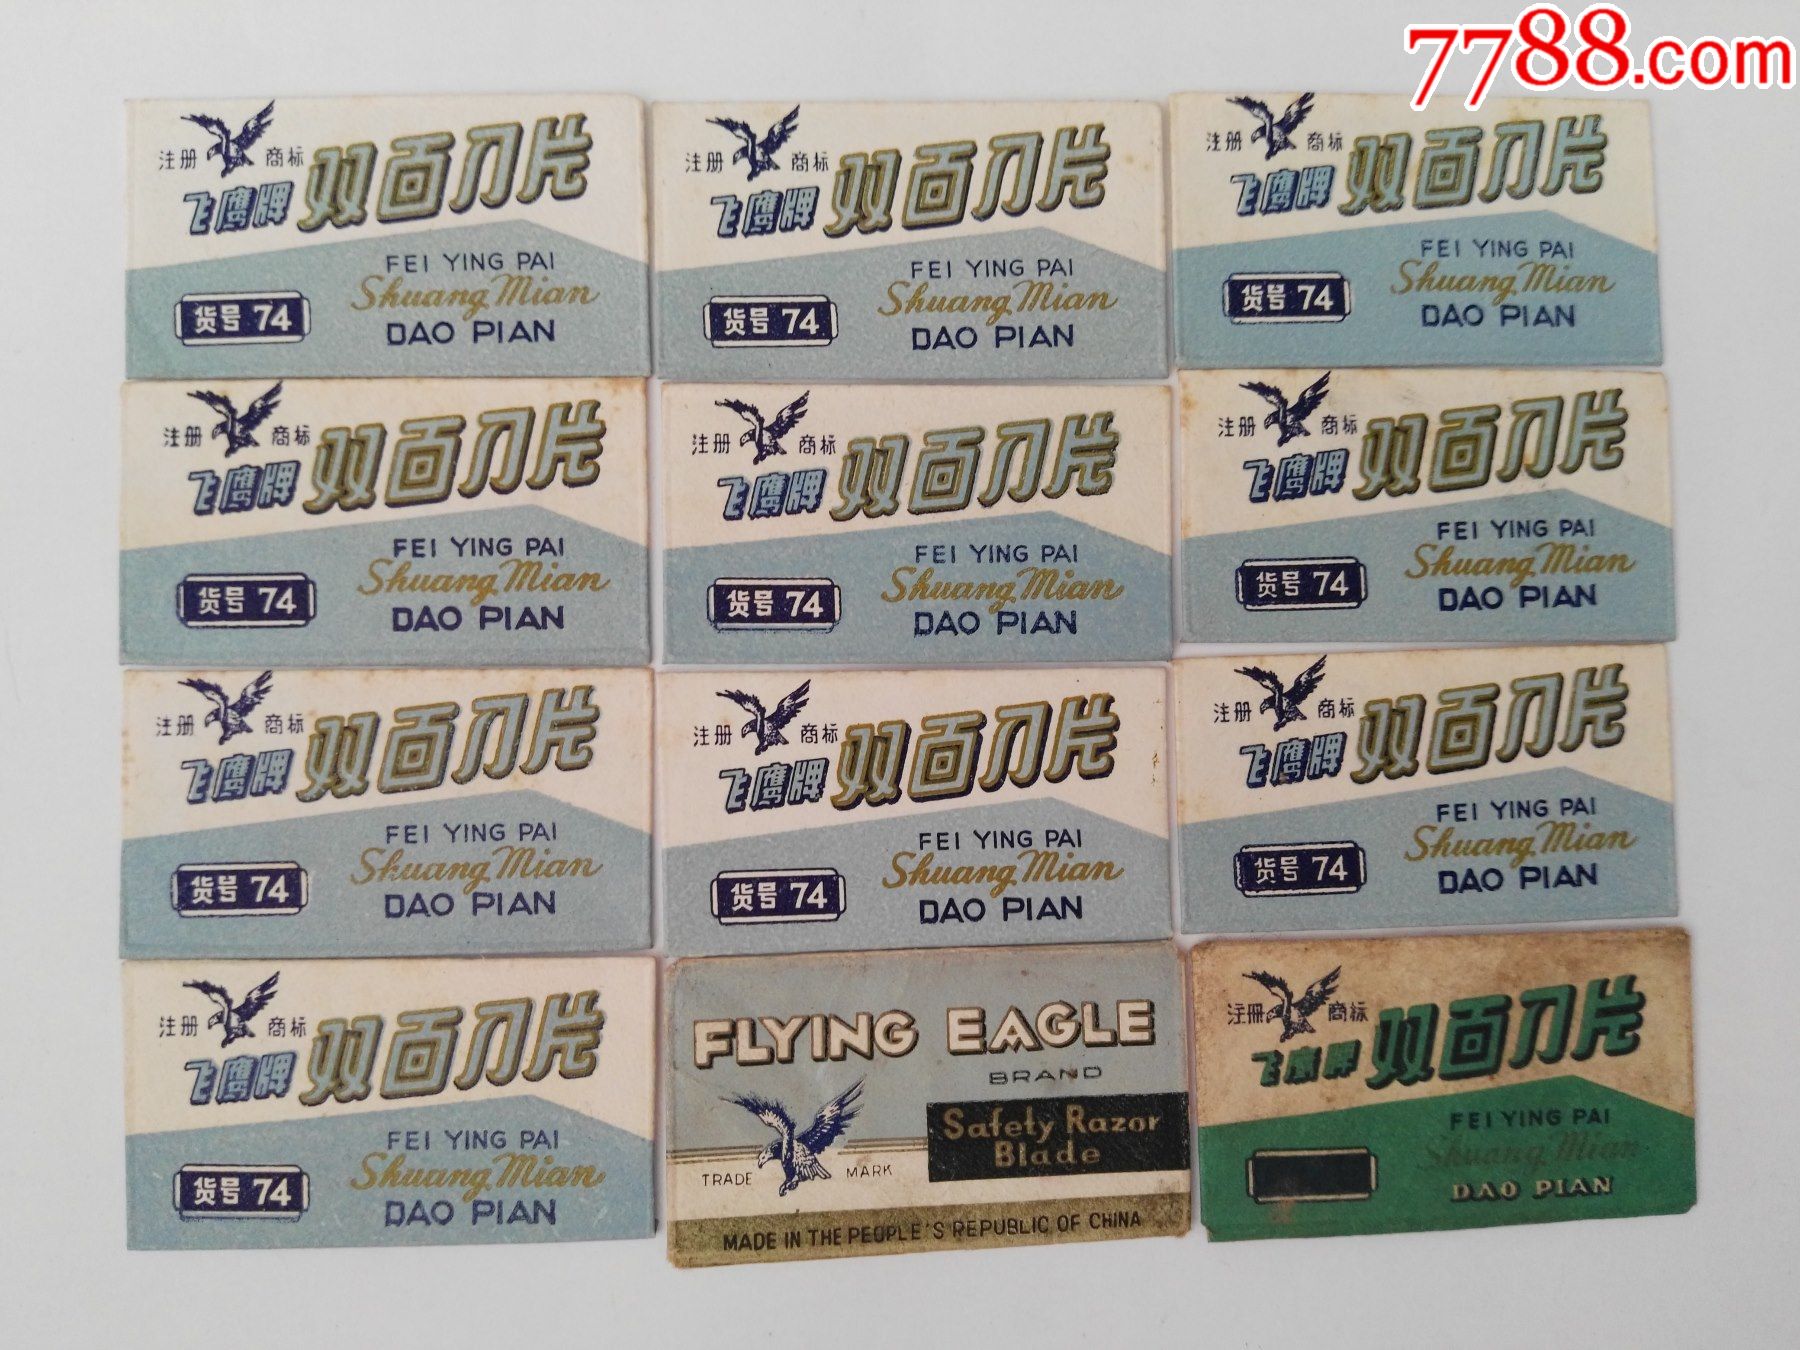 7788.com
注册 商标
飞鹰牌 双面刀片
FEI YING PAI
Shuang Mian
货号 74
DAO PIAN
注册 商标
飞鹰牌 双面刀片
FEI YING PAI
Shuang Mian
货号 74
DAO PIAN
注册 商标
飞鹰牌 双面刀片
FEI YING PAI
Shuang Mian
货号 74
DAO PIAN
注册 商标
飞鹰牌 双面刀片
FEI YING PAI
Shuang Mian
货号 74
DAO PIAN
注册 商标
飞鹰牌 双面刀片
FEI YING PAI
Shuang Mian
货号 74
DAO PIAN
注册 商标
飞鹰牌 双面刀片
FEI YING PAI
Shuang Mian
货号 74
DAO PIAN
注册 商标
飞鹰牌 双面刀片
FEI YING PAI
Shuang Mian
货号 74
DAO PIAN
注册 商标
飞鹰牌 双面刀片
FEI YING PAI
Shuang Mian
货号 74
DAO PIAN
注册 商标
飞鹰牌 双面刀片
FEI YING PAI
Shuang Mian
货号 74
DAO PIAN
注册 商标
飞鹰牌 双面刀片
FEI YING PAI
Shuang Mian
货号 74
DAO PIAN
FLYING EAGLE
BRAND
Safety Razor
Blade
TRADE MARK
MADE IN THE PEOPLE'S REPUBLIC OF CHINA
注册 商标
飞鹰牌 双面刀片
FEI YING PAI
Shuang Mian
DAO PIAN